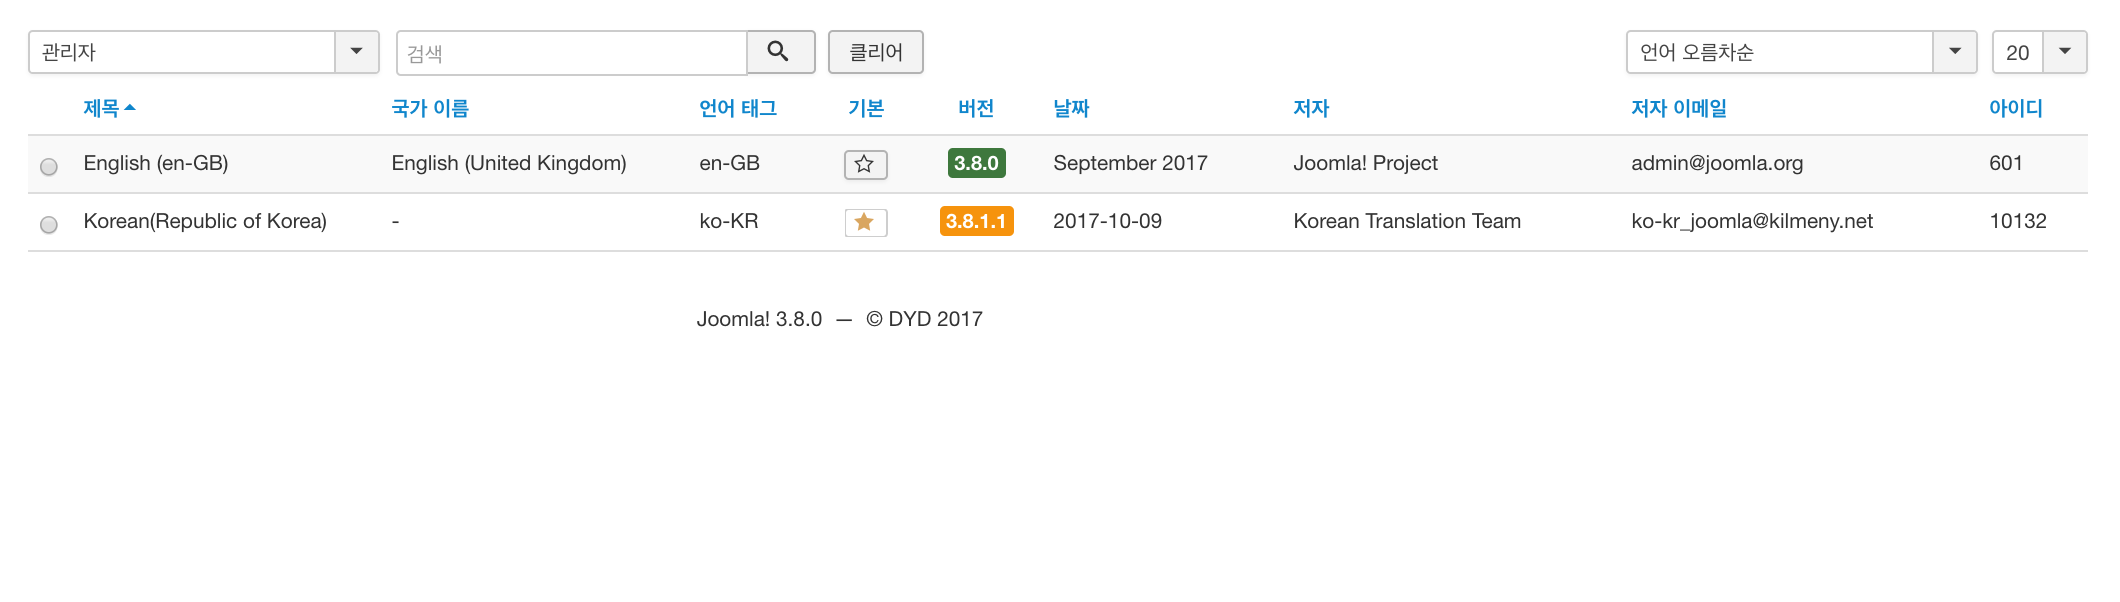 관리자 검색 클리어 언어 오름차순 20
제목 국가 이름 언어 태그 기본 버전 날짜 저자 저자 이메일 아이디
English (en-GB) English (United Kingdom) en-GB 3.8.0 September 2017 Joomla! Project admin@joomla.org 601
Korean(Republic of Korea) - ko-KR 3.8.1.1 2017-10-09 Korean Translation Team ko-kr_joomla@kilmeny.net 10132
Joomla! 3.8.0 — © DYD 2017